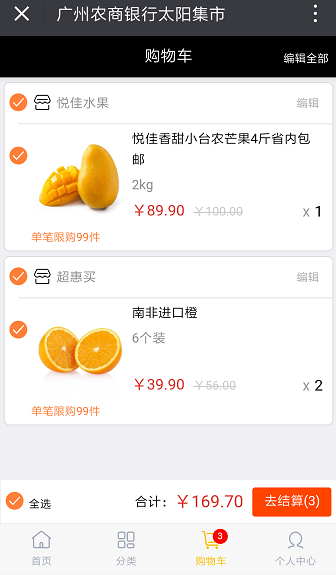 广州农商银行太阳集市
购物车
编辑全部
悦佳水果
编辑
悦佳香甜小台农芒果4斤省内包
邮
2kg
￥89.90 ￥100.00 x 1
单笔限购99件
超惠买
编辑
南非进口橙
6个装
￥39.90 ￥56.00 x 2
单笔限购99件
全选 合计：￥169.70 去结算(3)
3
首页 分类 购物车 个人中心